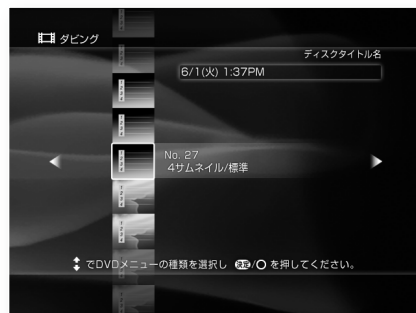 ダビング
ディスクタイトル名
6/1(火) 1:37PM
No. 27
4サムネイル/標準
でDVDメニューの種類を選択し 決定/○ を押してください。